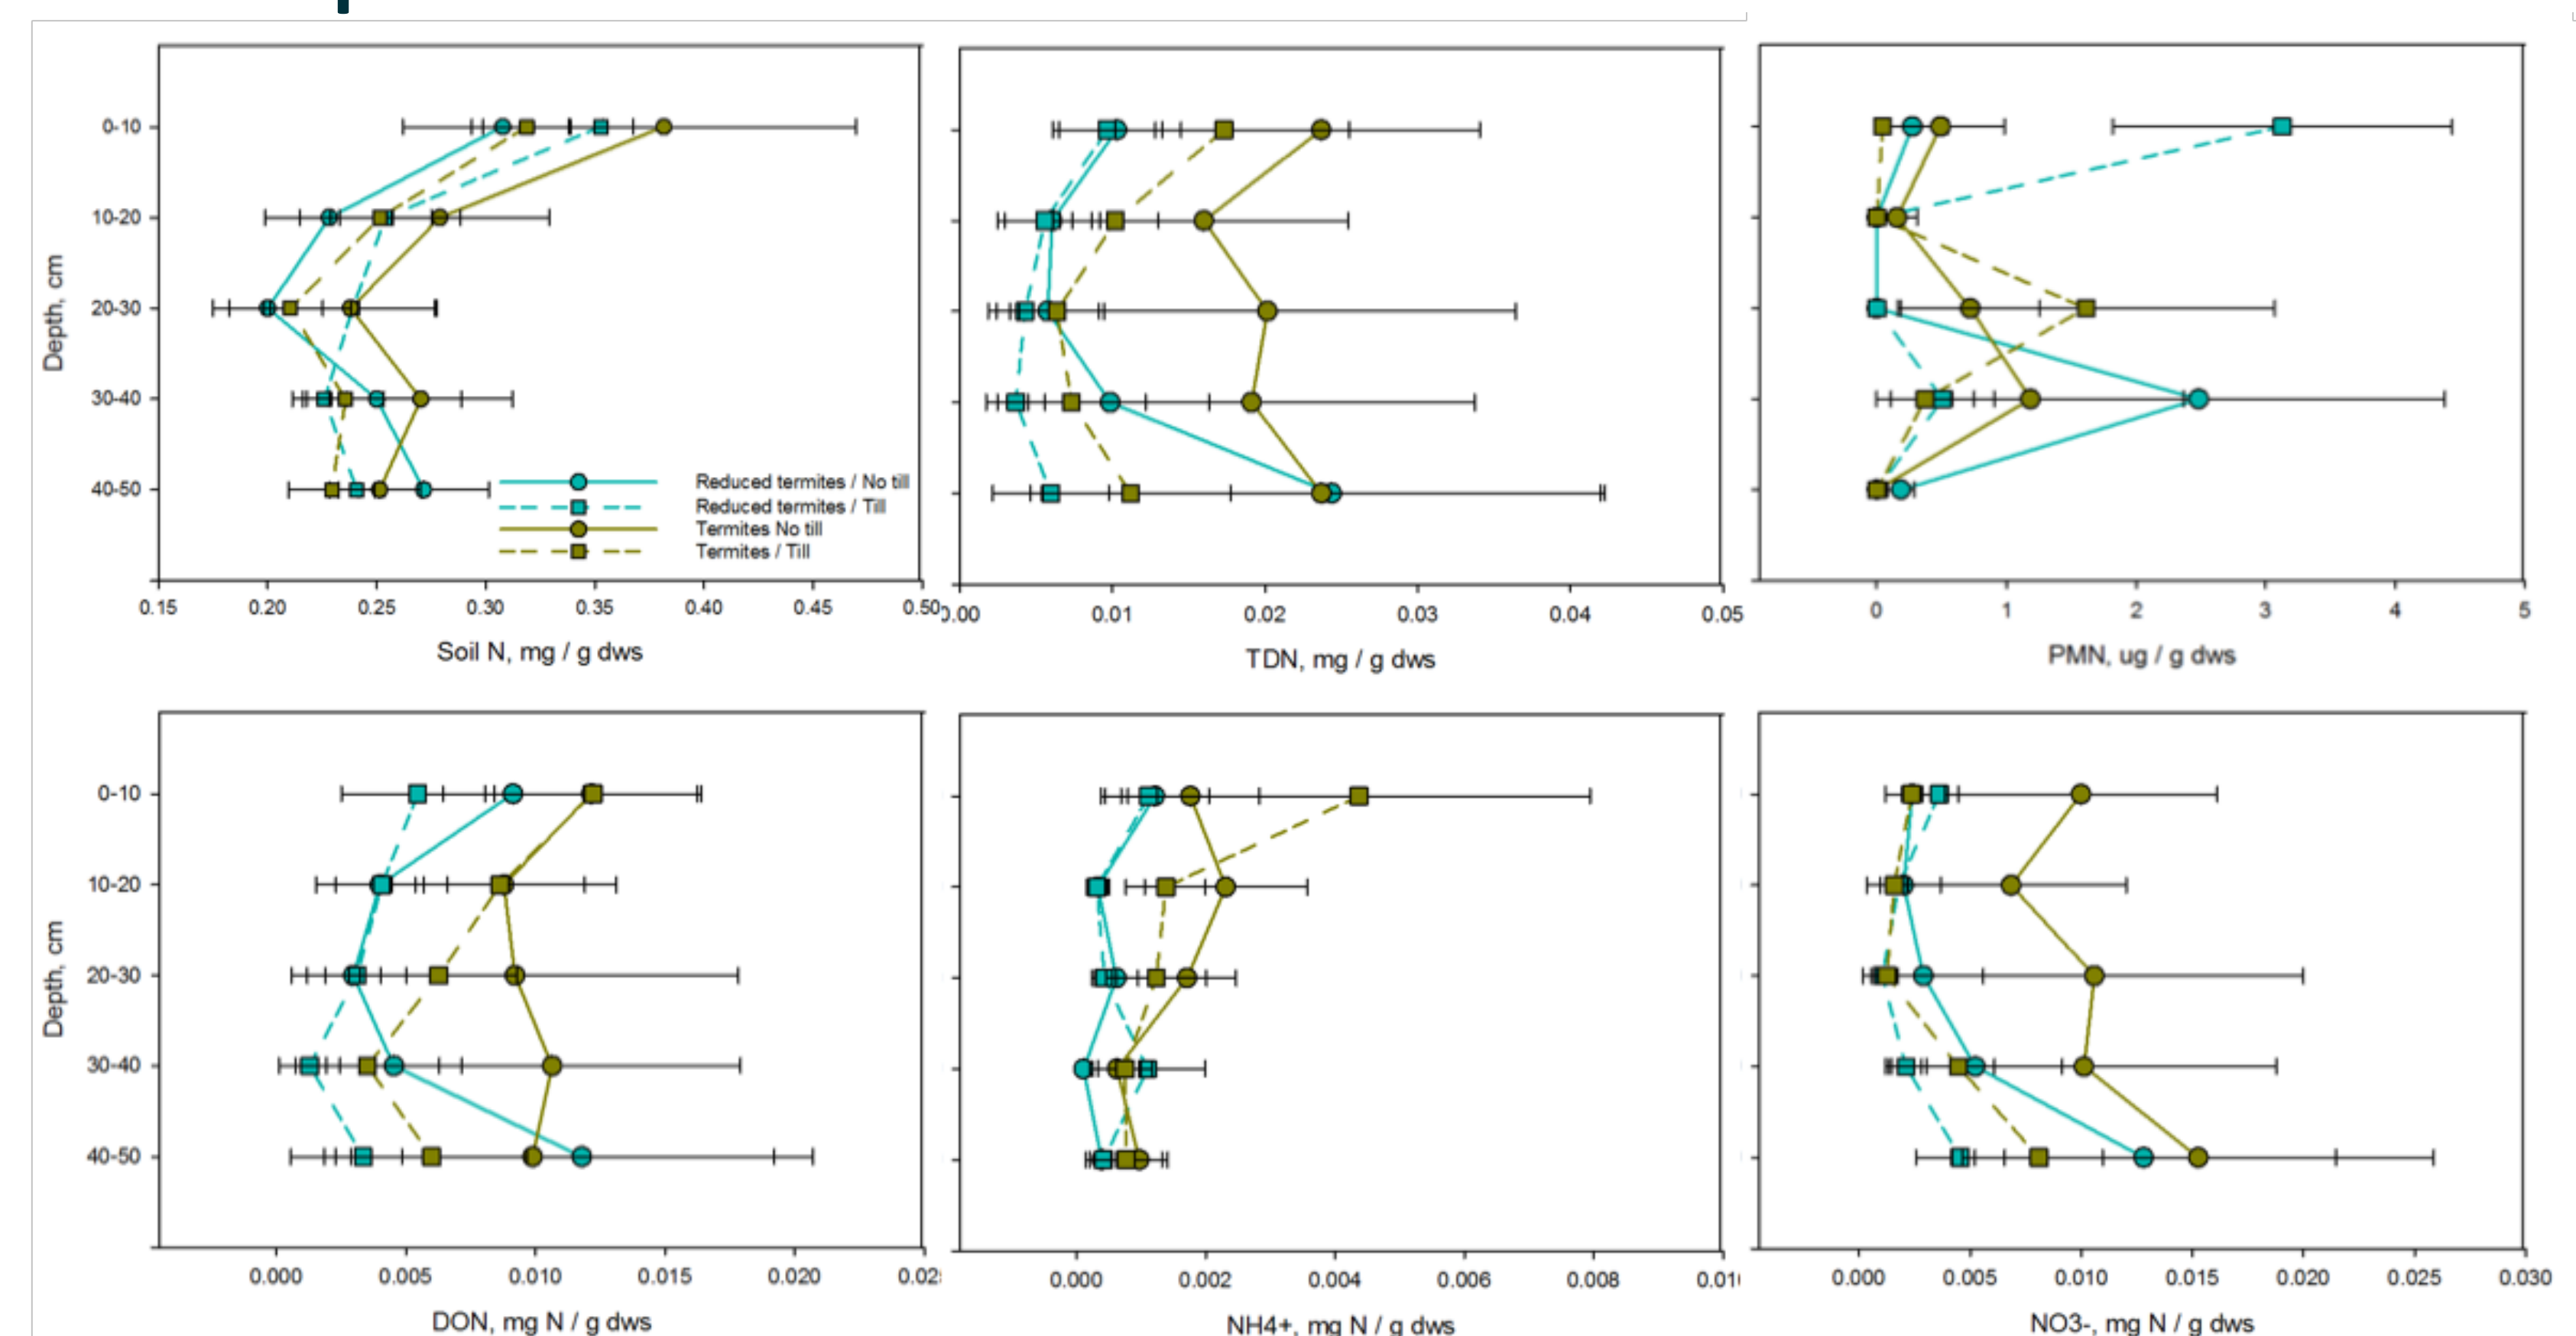 0-10
10-20
20-30
30-40
40-50
Depth, cm
Reduced termites / No till
Reduced termites / Till
Termites No till
Termites / Till
0.15 0.20 0.25 0.30 0.35 0.40 0.45 0.50
Soil N, mg / g dws
0.00 0.01 0.02 0.03 0.04 0.05
TDN, mg / g dws
0 1 2 3 4 5
PMN, ug / g dws
0-10
10-20
20-30
30-40
40-50
Depth, cm
0.000 0.005 0.010 0.015 0.020
DON, mg N / g dws
0.000 0.002 0.004 0.006 0.008
NH4+, mg N / g dws
0.000 0.005 0.010 0.015 0.020 0.025 0.030
NO3-, mg N / g dws